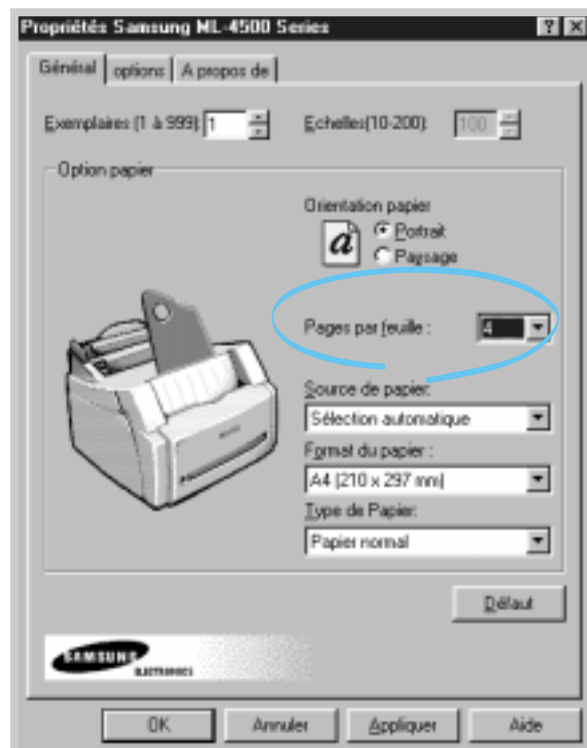 Propriétés Samsung ML-4500 Series
Général options A propos de
Exemplaires (1 à 999): 1 Echelles(10-200): 100
Option papier
Orientation papier
a
Portrait
Paysage
Pages par feuille : 4
Source de papier:
Sélection automatique
Format du papier :
A4 (210 x 297 mm)
Type de Papier:
Papier normal
Défaut
SAMSUNG
ELECTRONICS
OK Annuler Appliquer Aide